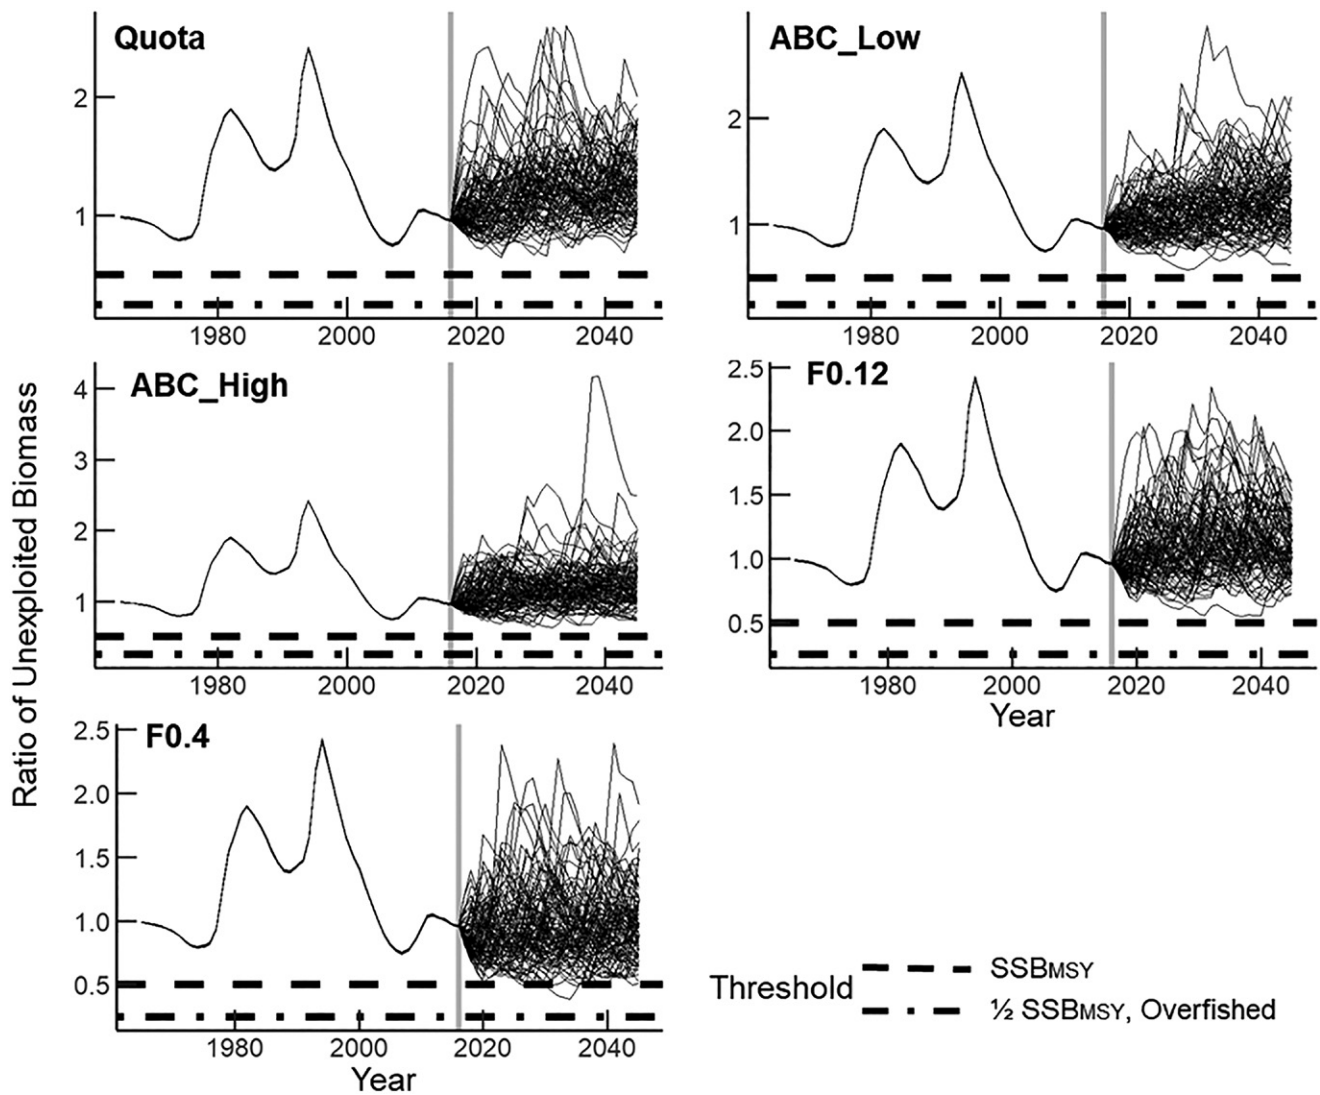 Ratio of Unexploited Biomass
Quota
2
1
1980 2000 2020 2040
ABC_Low
2
1
1980 2000 2020 2040
ABC_High
4
3
2
1
1980 2000 2020 2040
F0.12
2.5
2.0
1.5
1.0
0.5
1980 2000 2020 2040
Year
F0.4
2.5
2.0
1.5
1.0
0.5
1980 2000 2020 2040
Year
Threshold
SSBMSY
½ SSBMSY, Overfished